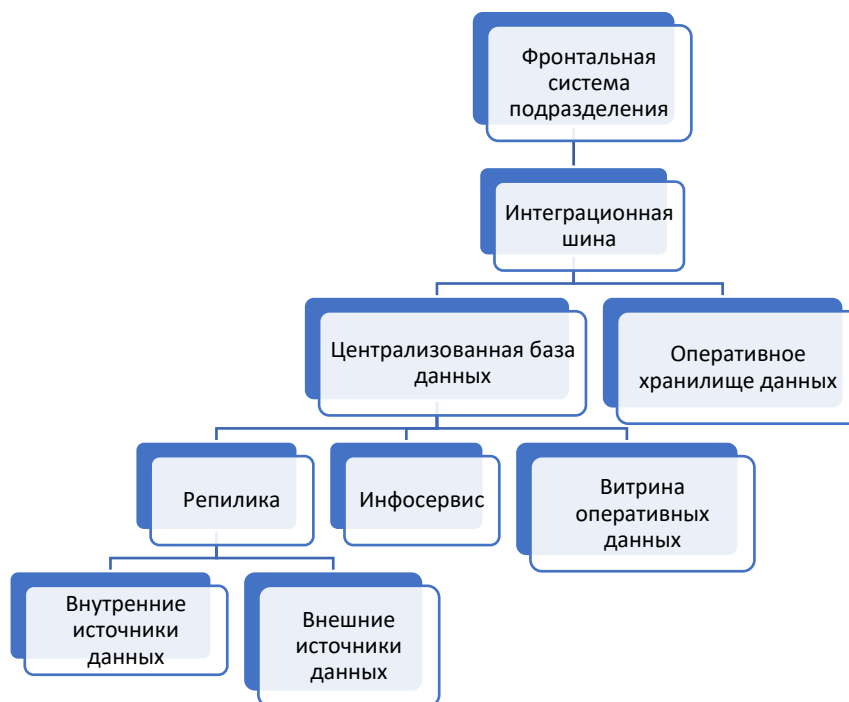 Фронтальная
система
подразделения
Интеграционная
шина
Централизованная база
данных
Оперативное
хранилище данных
Репилика
Инфосервис
Витрина
оперативных
данных
Внутренние
источники
данных
Внешние
источники
данных